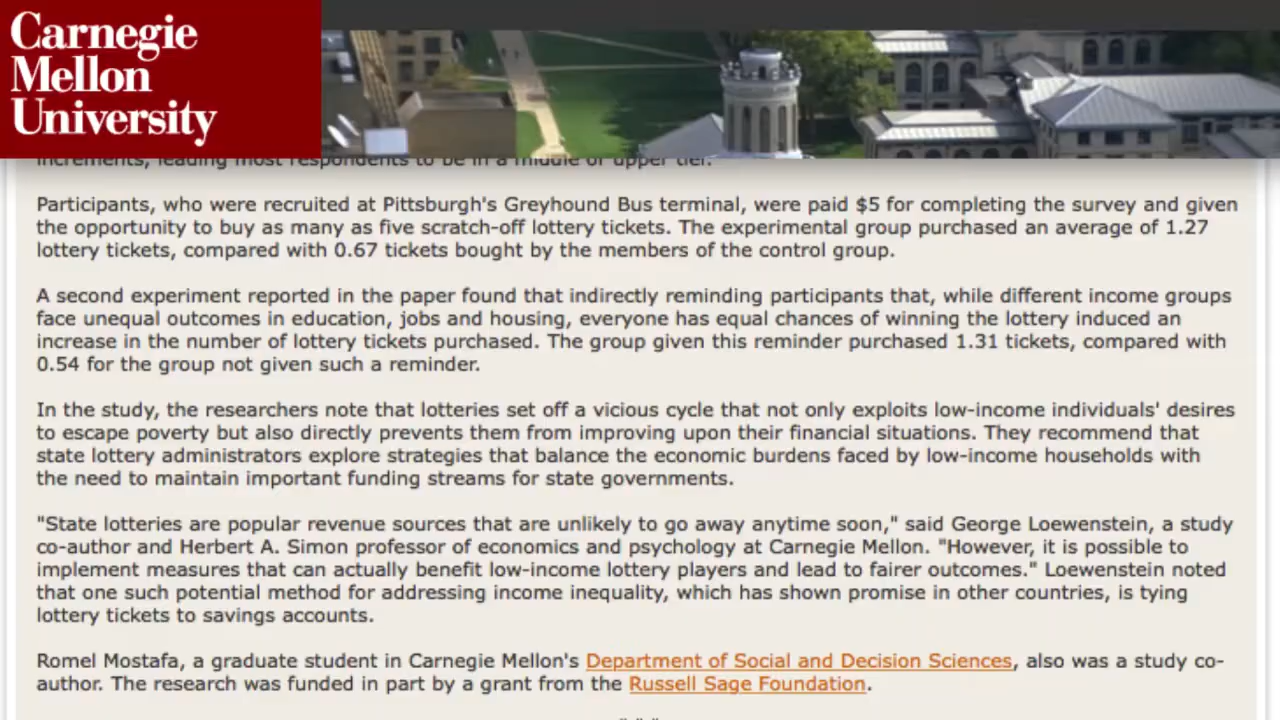 Carnegie
Mellon
University
increments, leading most respondents to be in a middle or upper tier.
Participants, who were recruited at Pittsburgh's Greyhound Bus terminal, were paid $5 for completing the survey and given
the opportunity to buy as many as five scratch-off lottery tickets. The experimental group purchased an average of 1.27
lottery tickets, compared with 0.67 tickets bought by the members of the control group.
A second experiment reported in the paper found that indirectly reminding participants that, while different income groups
face unequal outcomes in education, jobs and housing, everyone has equal chances of winning the lottery induced an
increase in the number of lottery tickets purchased. The group given this reminder purchased 1.31 tickets, compared with
0.54 for the group not given such a reminder.
In the study, the researchers note that lotteries set off a vicious cycle that not only exploits low-income individuals' desires
to escape poverty but also directly prevents them from improving upon their financial situations. They recommend that
state lottery administrators explore strategies that balance the economic burdens faced by low-income households with
the need to maintain important funding streams for state governments.
"State lotteries are popular revenue sources that are unlikely to go away anytime soon," said George Loewenstein, a study
co-author and Herbert A. Simon professor of economics and psychology at Carnegie Mellon. "However, it is possible to
implement measures that can actually benefit low-income lottery players and lead to fairer outcomes." Loewenstein noted
that one such potential method for addressing income inequality, which has shown promise in other countries, is tying
lottery tickets to savings accounts.
Romel Mostafa, a graduate student in Carnegie Mellon's Department of Social and Decision Sciences, also was a study co-
author. The research was funded in part by a grant from the Russell Sage Foundation.